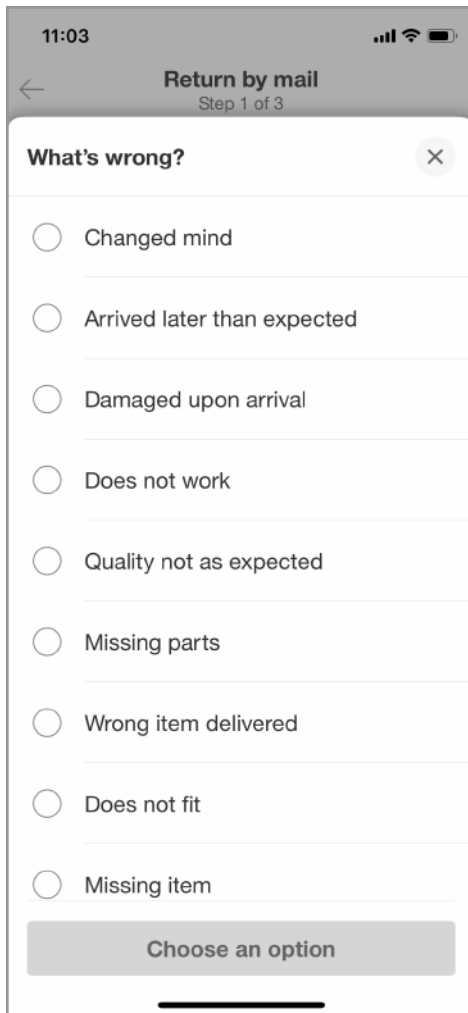 11:03
Return by mail
Step 1 of 3
What's wrong?
Changed mind
Arrived later than expected
Damaged upon arrival
Does not work
Quality not as expected
Missing parts
Wrong item delivered
Does not fit
Missing item
Choose an option